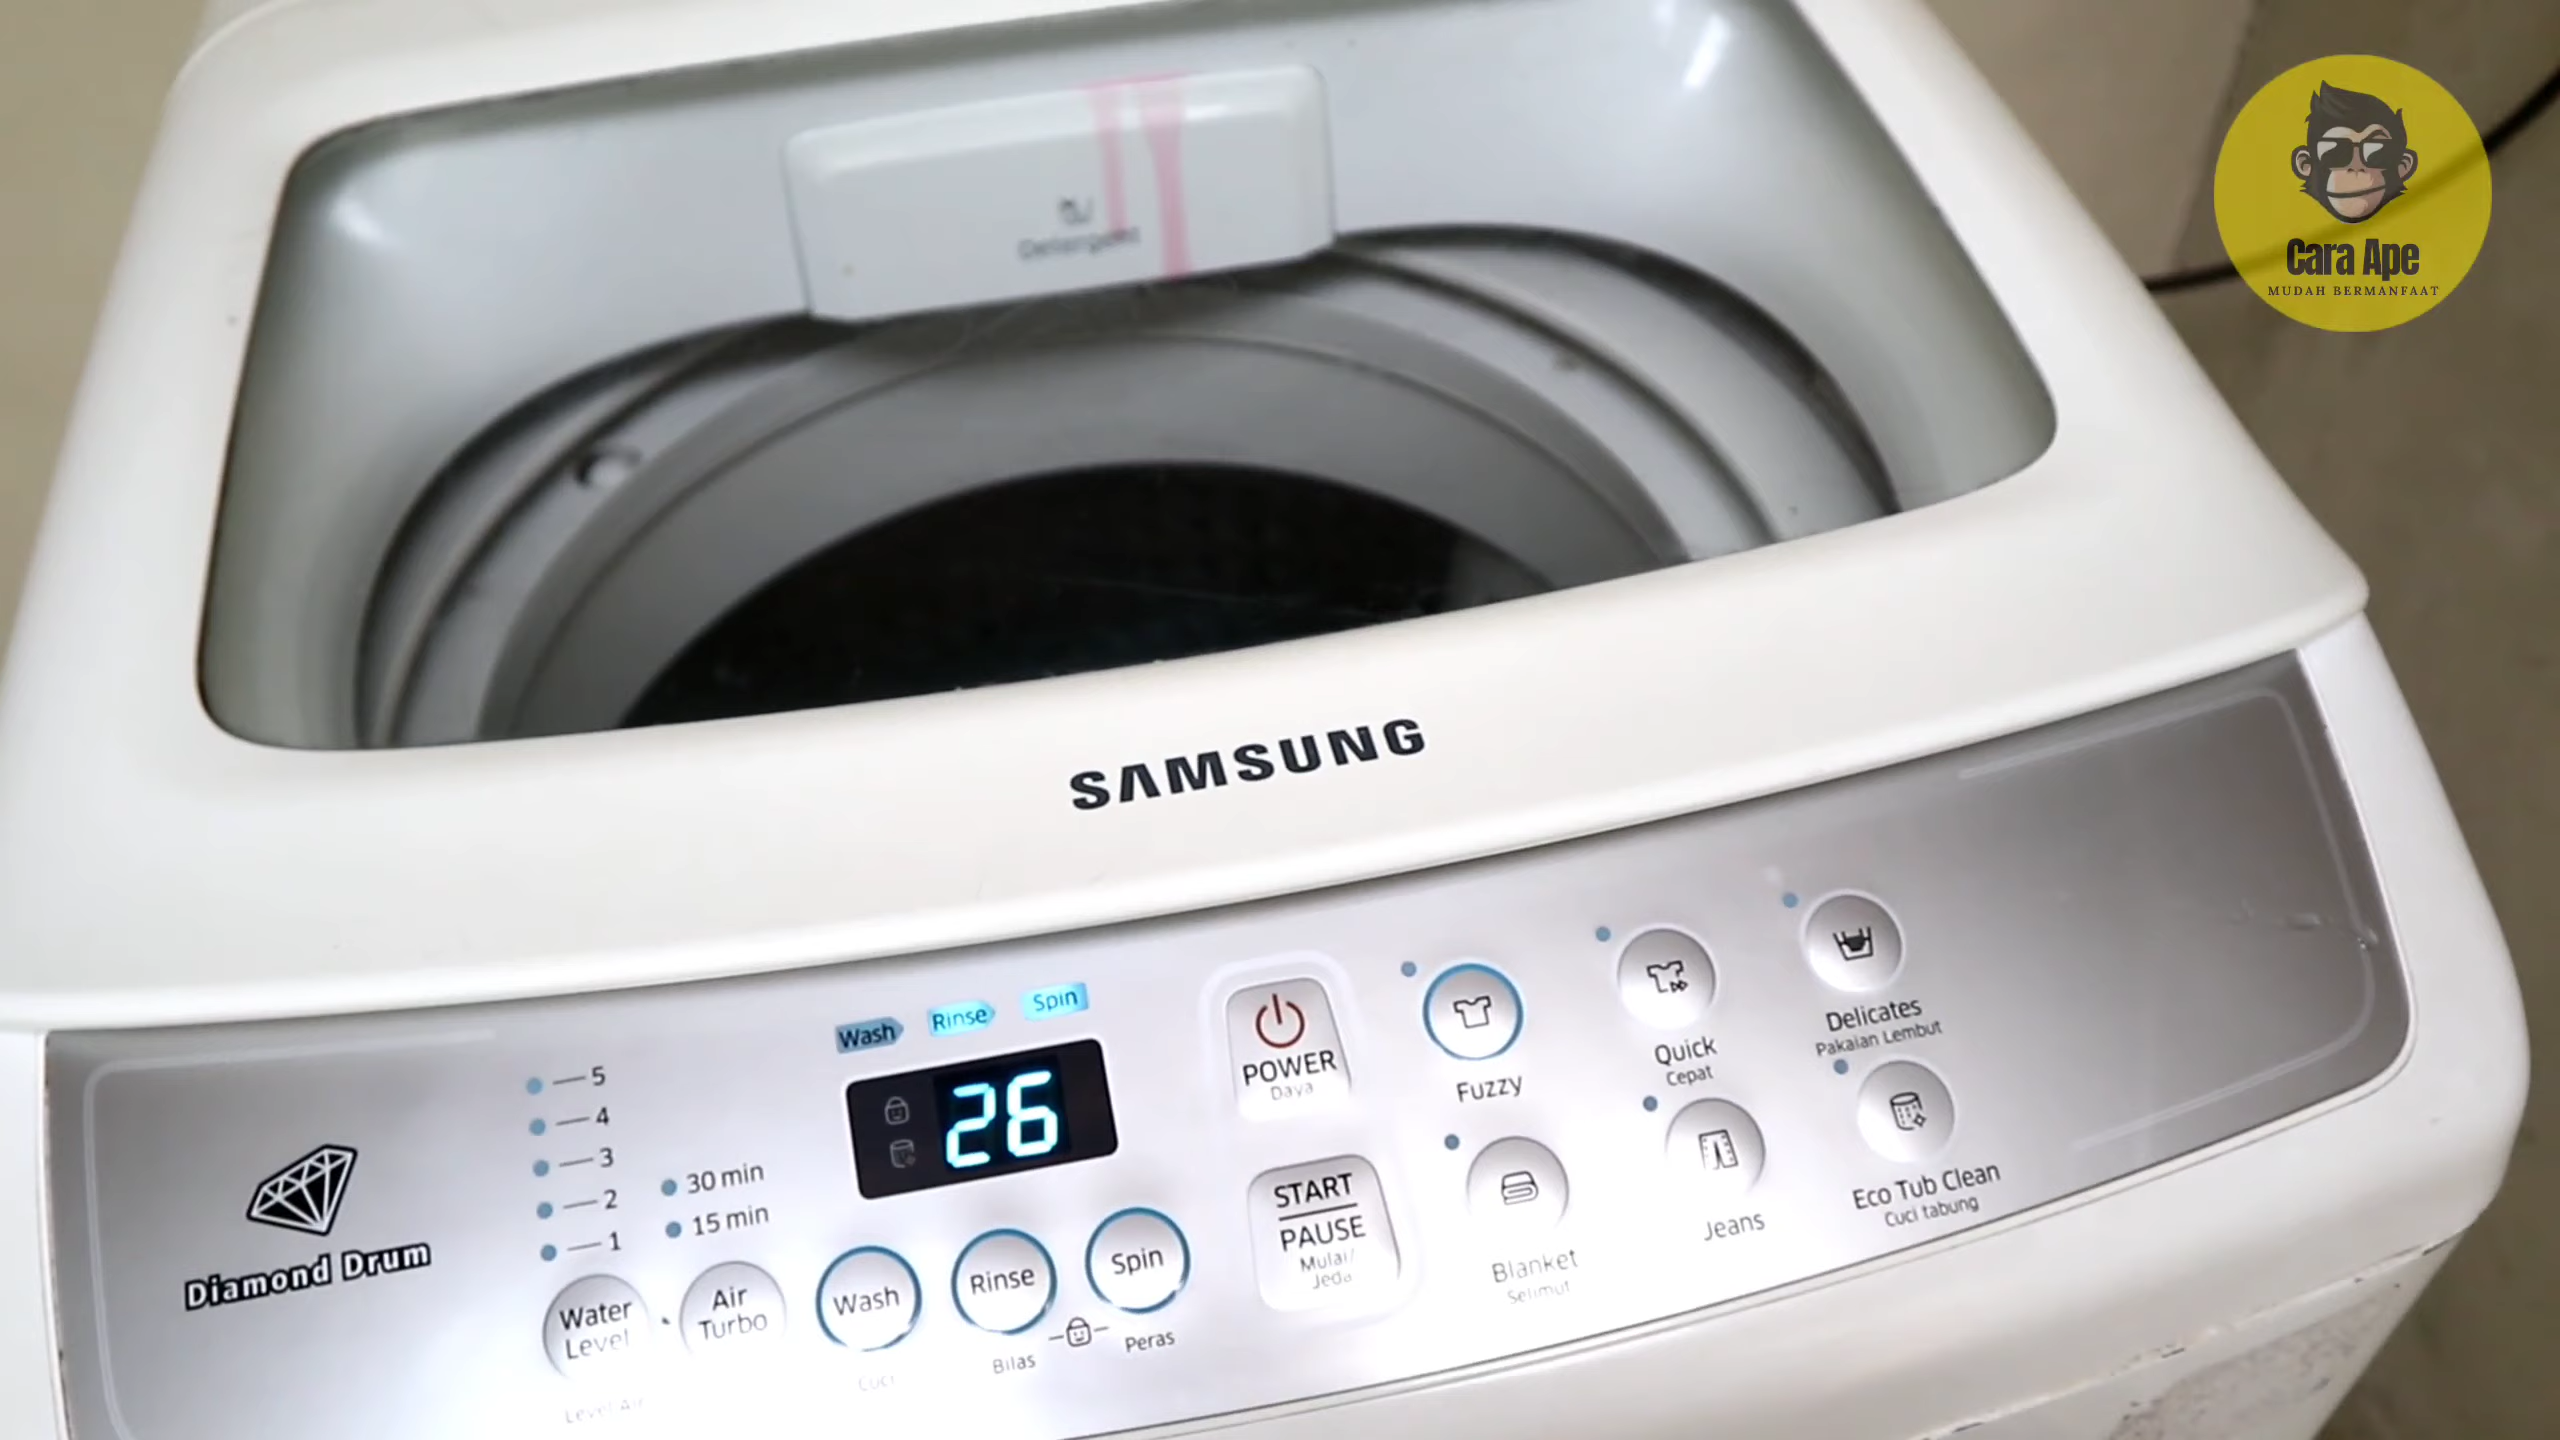 Cara Ape
MUDAH BERMANFAAT
Detergent
SAMSUNG
Wash
Rinse
Spin
26
Diamond Drum
5
4
3
2
1
30 min
15 min
Water
Level
Level Air
Air
Turbo
Wash
Cuci
Rinse
Bilas
Spin
Peras
POWER
Daya
START
PAUSE
Mulai/
Jeda
Fuzzy
Quick
Cepat
Delicates
Pakaian Lembut
Blanket
Selimut
Jeans
Eco Tub Clean
Cuci tabung